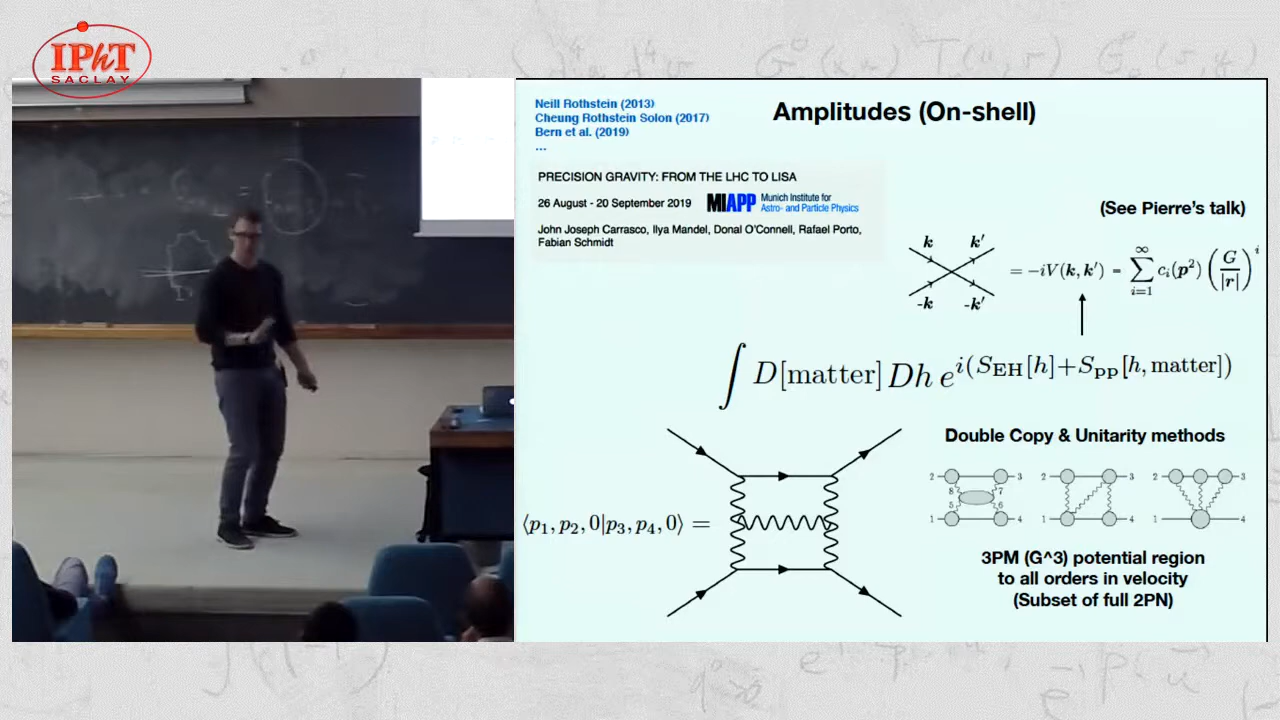 IPhT
SACLAY
Neill Rothstein (2013)
Cheung Rothstein Solon (2017)
Bern et al. (2019)
...
Amplitudes (On-shell)
PRECISION GRAVITY: FROM THE LHC TO LISA
26 August - 20 September 2019
MIAPP Munich Institute for
Astro- and Particle Physics
John Joseph Carrasco, Ilya Mandel, Donal O'Connell, Rafael Porto,
Fabian Schmidt
(See Pierre's talk)
k k'
-k -k'
= -iV(k, k') = ∑_{i=1}^{∞} c_i(p²) (G/|r|)^i
∫ D[matter] Dh e^{i(S_EH[h]+S_pp[h,matter])}
Double Copy & Unitarity methods
2 3 8 7 5 6 1 4
2 3 1 4
2 3 1 4
⟨p₁, p₂, 0|p₃, p₄, 0⟩ =
3PM (G^3) potential region
to all orders in velocity
(Subset of full 2PN)